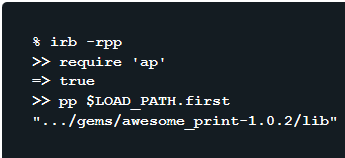 % irb -rpp
>> require 'ap'
=> true
>> pp $LOAD_PATH.first
".../gems/awesome_print-1.0.2/lib"